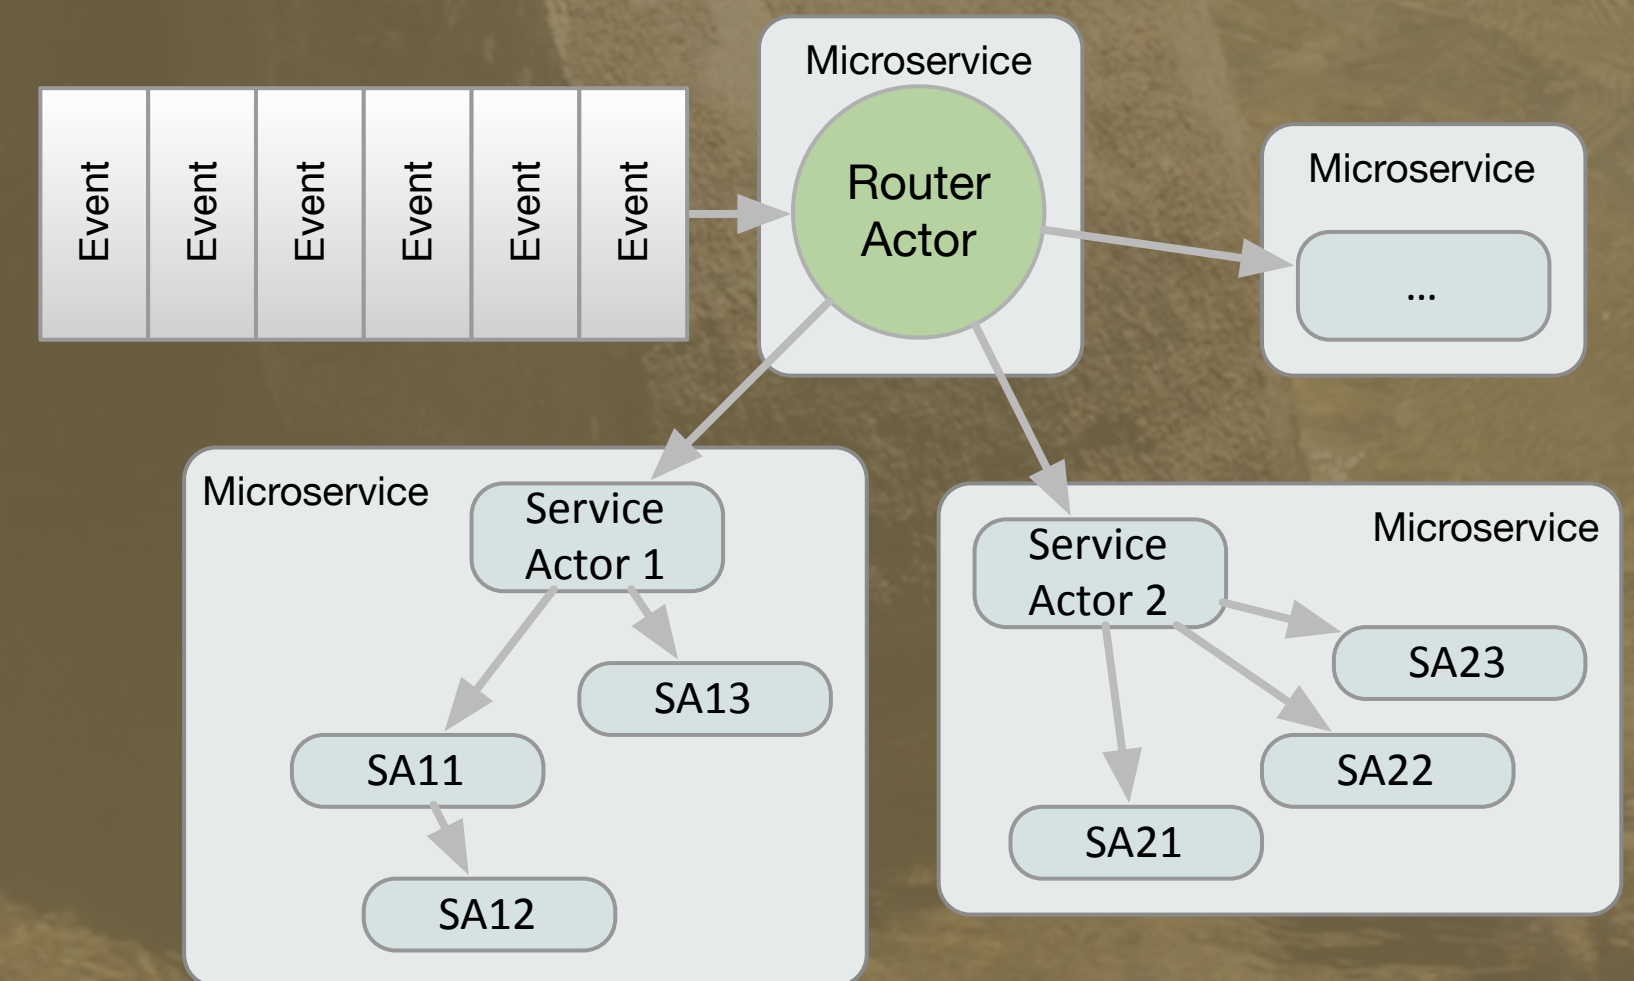 Microservice
Event
Event
Event
Event
Event
Event
Router
Actor
Microservice
...
Microservice
Service
Actor 1
SA13
SA11
SA12
Microservice
Service
Actor 2
SA23
SA22
SA21